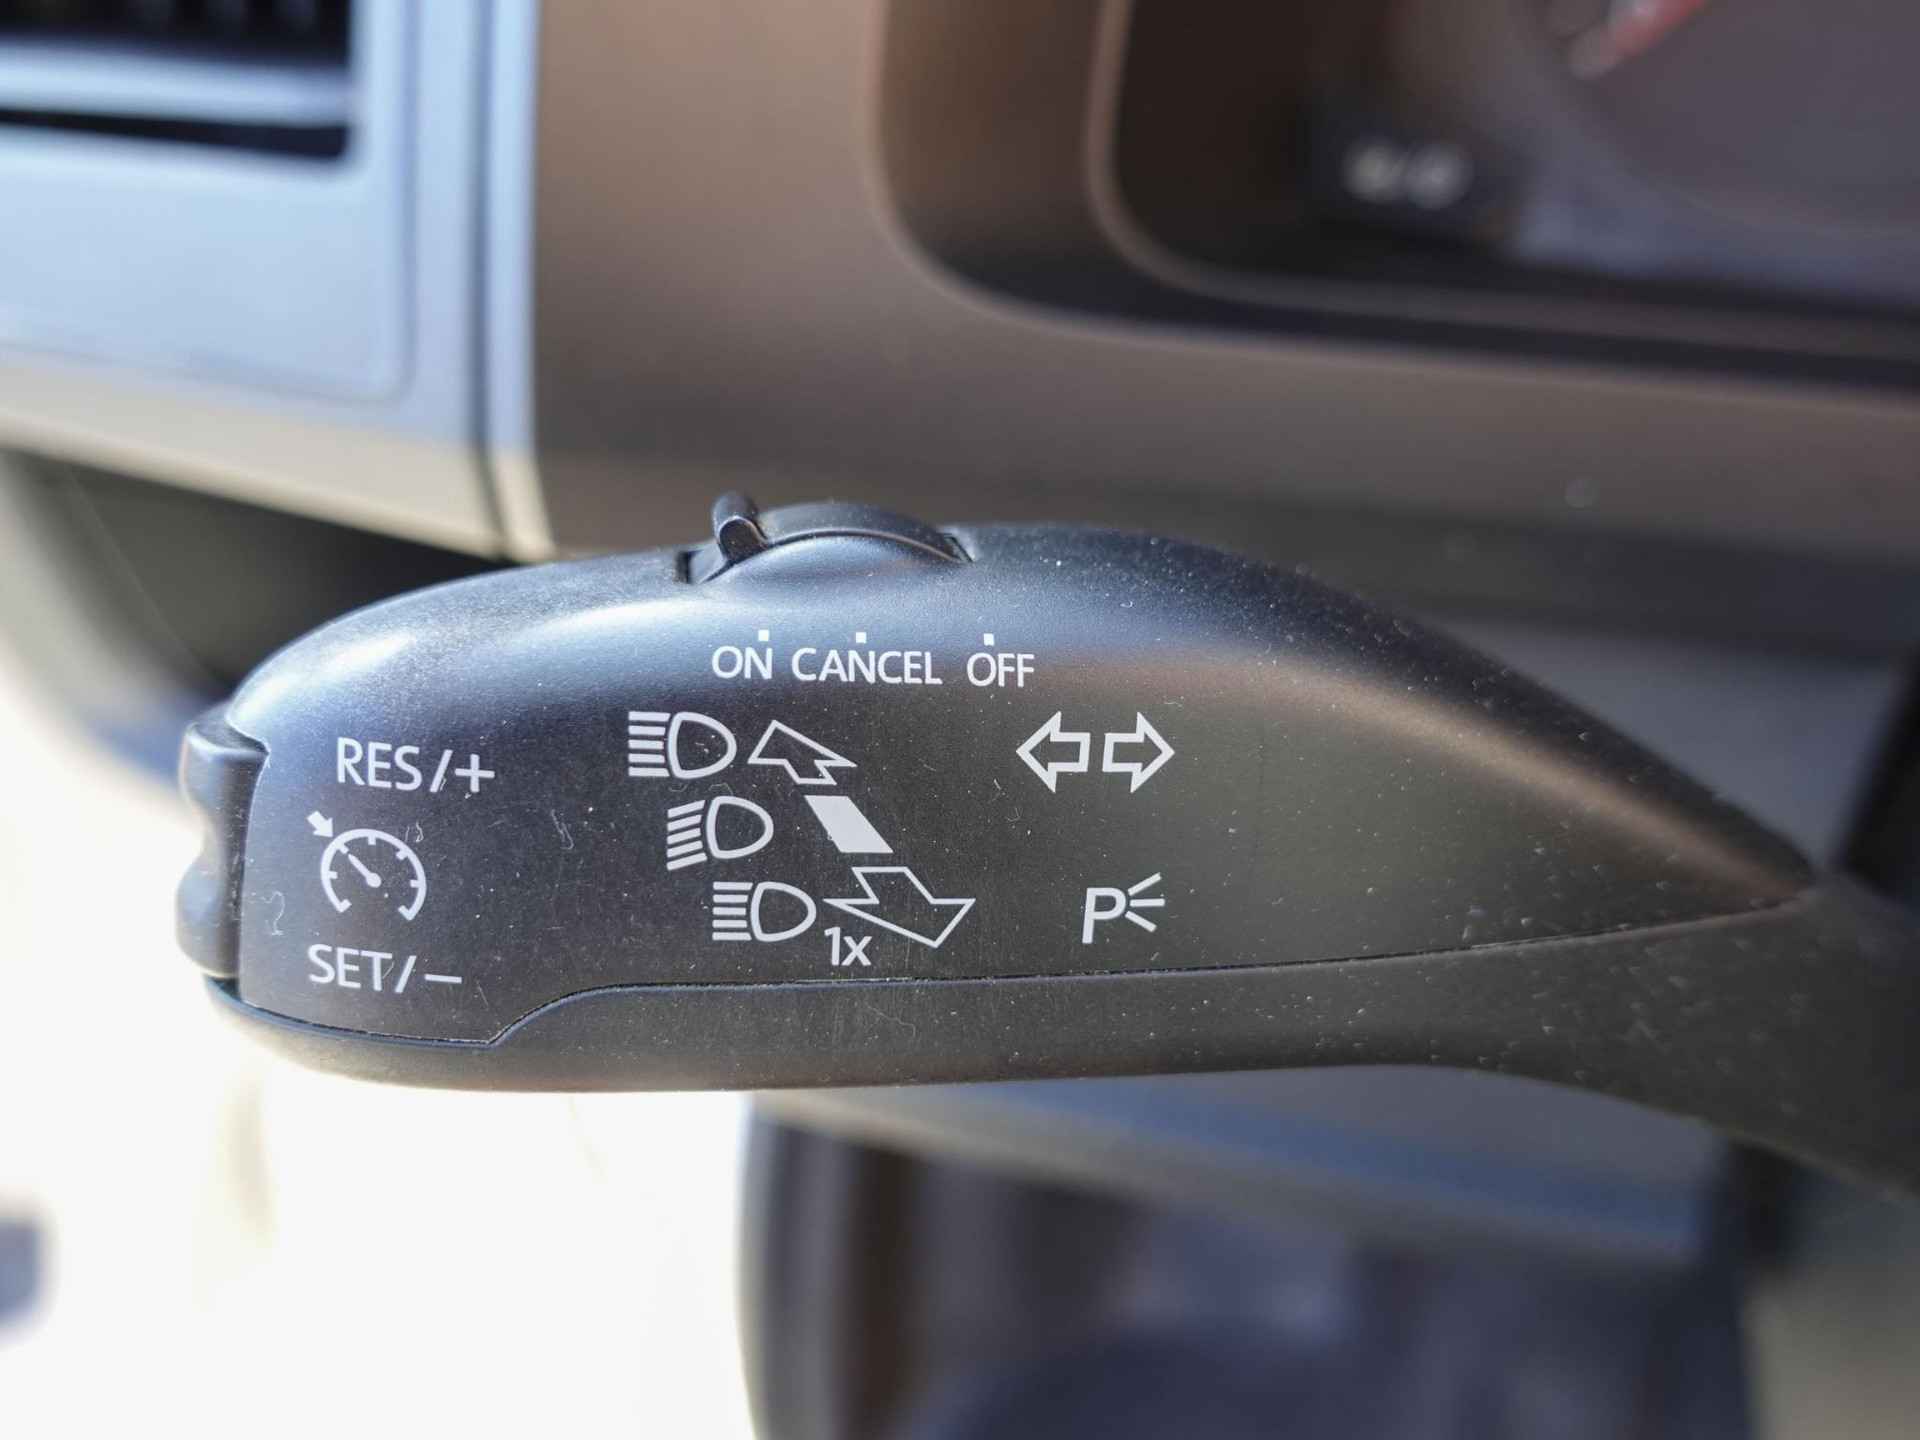 ON CANCEL OFF
RES/+
SET/−
1x
P